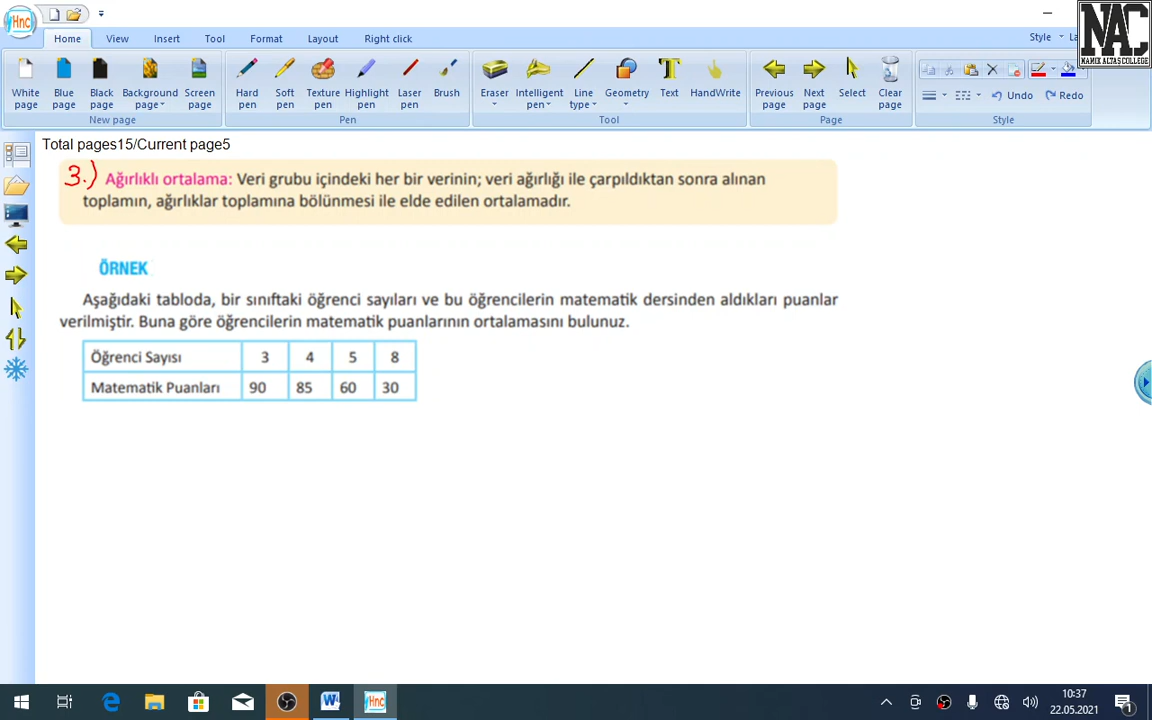 Hnc
NAC
NAMIK ALTAS COLLEGE
Home View Insert Tool Format Layout Right click
Style
La
White page
Blue page
Black page
Background page
Screen page
New page
Hard pen
Soft pen
Texture pen
Highlight pen
Laser pen
Brush
Pen
Eraser
Intelligent pen
Line type
Geometry
Text
HandWrite
Tool
Previous page
Next page
Select
Clear page
Page
Undo
Redo
Style
Total pages15/Current page5
3.) Ağırlıklı ortalama: Veri grubu içindeki her bir verinin; veri ağırlığı ile çarpıldıktan sonra alınan
toplamın, ağırlıklar toplamına bölünmesi ile elde edilen ortalamadır.
ÖRNEK
Aşağıdaki tabloda, bir sınıftaki öğrenci sayıları ve bu öğrencilerin matematik dersinden aldıkları puanlar
verilmiştir. Buna göre öğrencilerin matematik puanlarının ortalamasını bulunuz.
Öğrenci Sayısı 3 4 5 8
Matematik Puanları 90 85 60 30
Hnc
10:37
22.05.2021
1